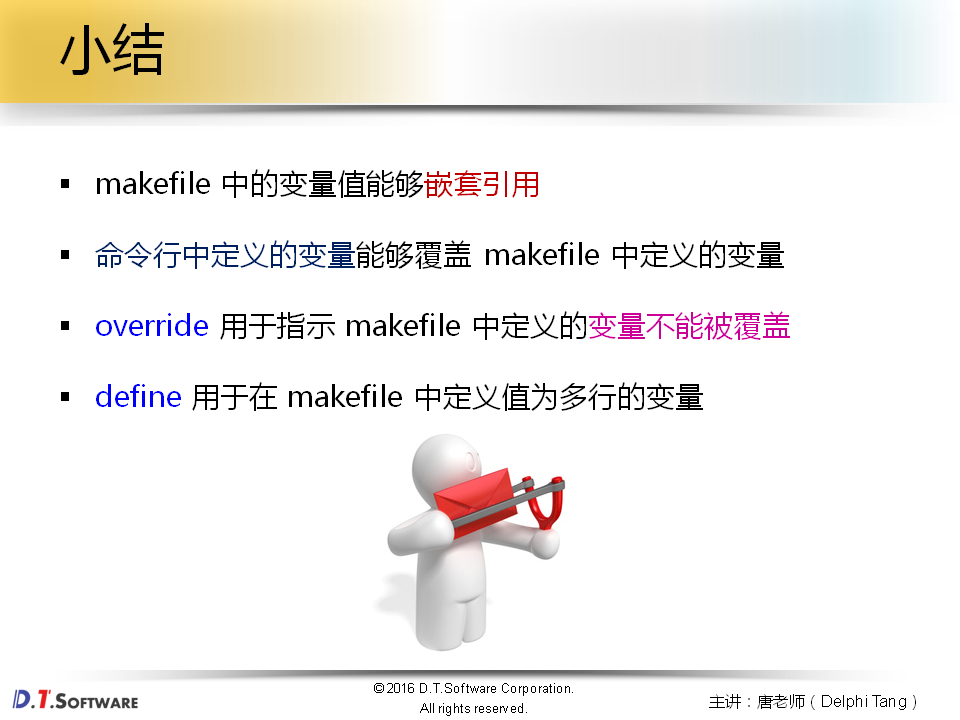 小结
▪ makefile 中的变量值能够嵌套引用
▪ 命令行中定义的变量能够覆盖 makefile 中定义的变量
▪ override 用于指示 makefile 中定义的变量不能被覆盖
▪ define 用于在 makefile 中定义值为多行的变量
D.T.SOFTWARE
©2016 D.T.Software Corporation.
All rights reserved.
主讲：唐老师（Delphi Tang）